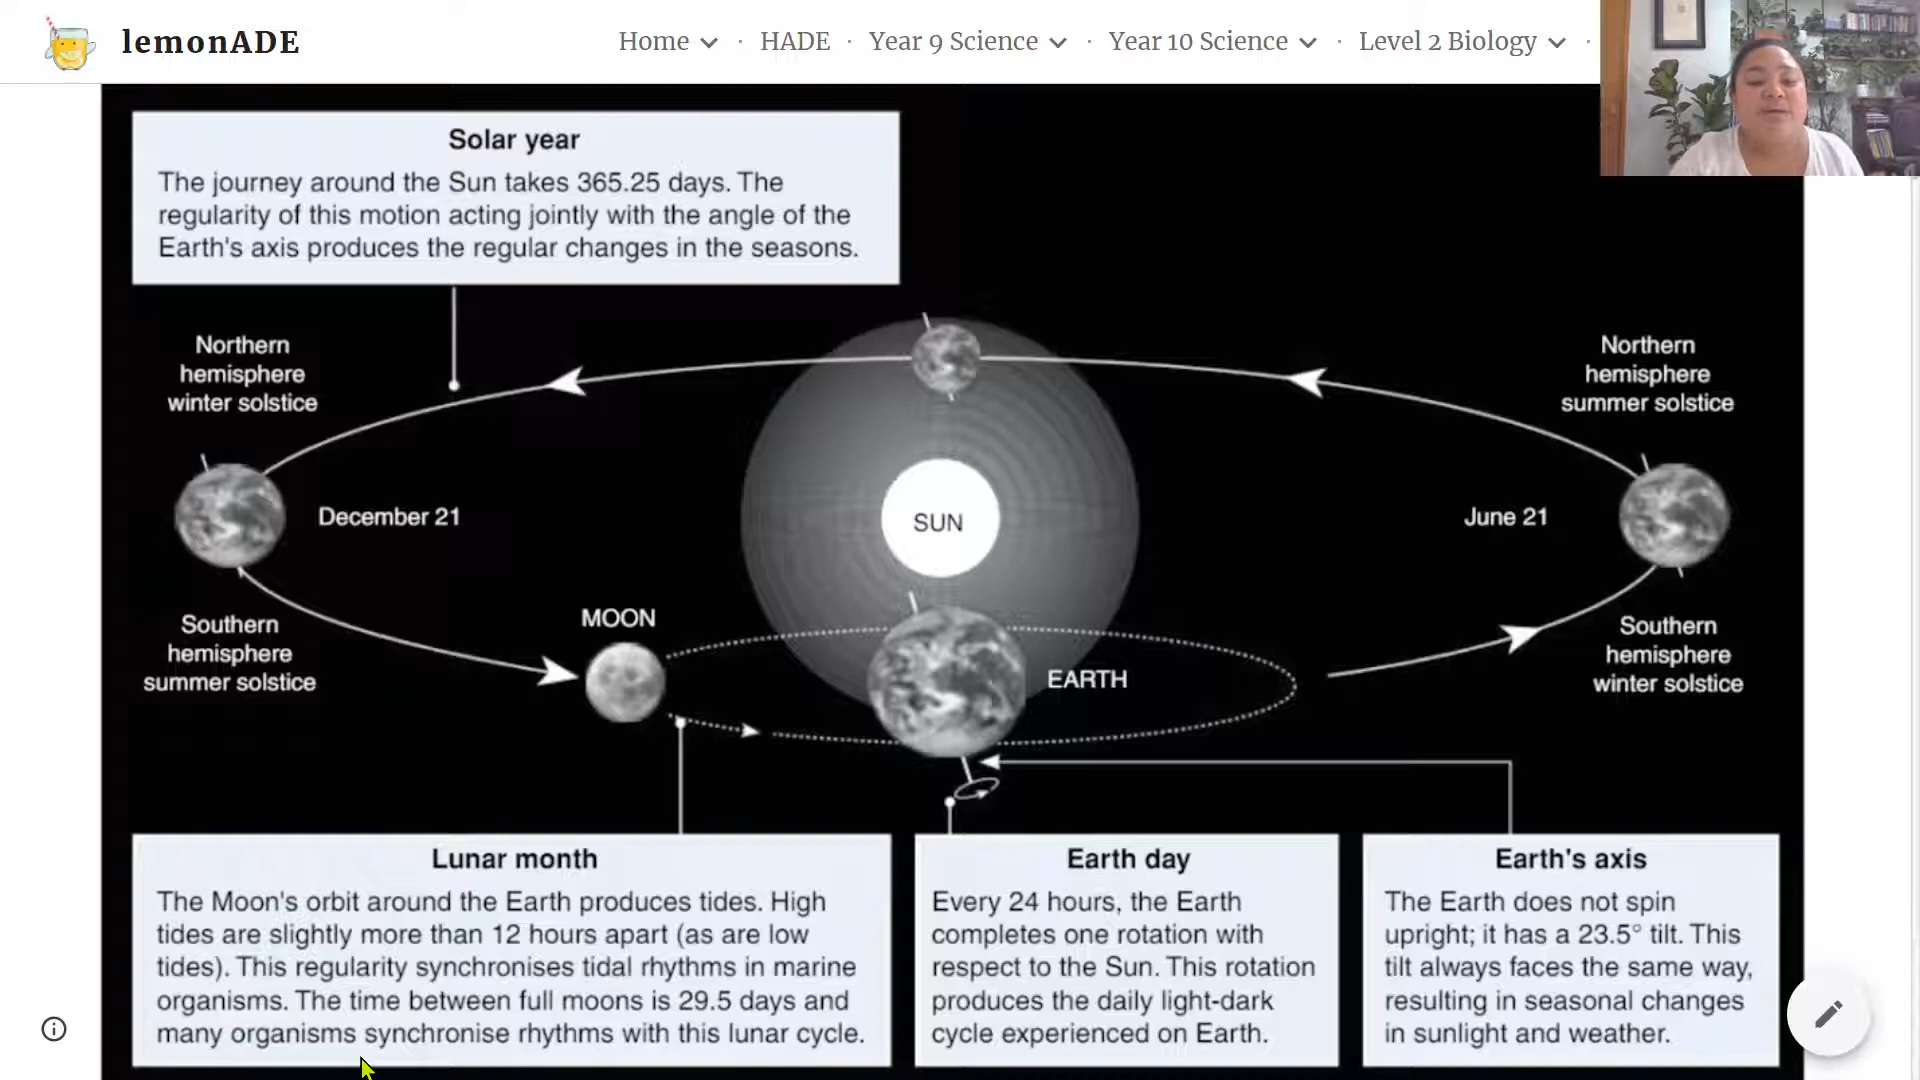 lemonADE
Home · HADE · Year 9 Science · Year 10 Science · Level 2 Biology ·
Solar year
The journey around the Sun takes 365.25 days. The
regularity of this motion acting jointly with the angle of the
Earth's axis produces the regular changes in the seasons.
Northern
hemisphere
winter solstice
Northern
hemisphere
summer solstice
December 21
SUN
June 21
Southern
hemisphere
summer solstice
MOON
EARTH
Southern
hemisphere
winter solstice
Lunar month
The Moon's orbit around the Earth produces tides. High
tides are slightly more than 12 hours apart (as are low
tides). This regularity synchronises tidal rhythms in marine
organisms. The time between full moons is 29.5 days and
many organisms synchronise rhythms with this lunar cycle.
Earth day
Every 24 hours, the Earth
completes one rotation with
respect to the Sun. This rotation
produces the daily light-dark
cycle experienced on Earth.
Earth's axis
The Earth does not spin
upright; it has a 23.5° tilt. This
tilt always faces the same way,
resulting in seasonal changes
in sunlight and weather.